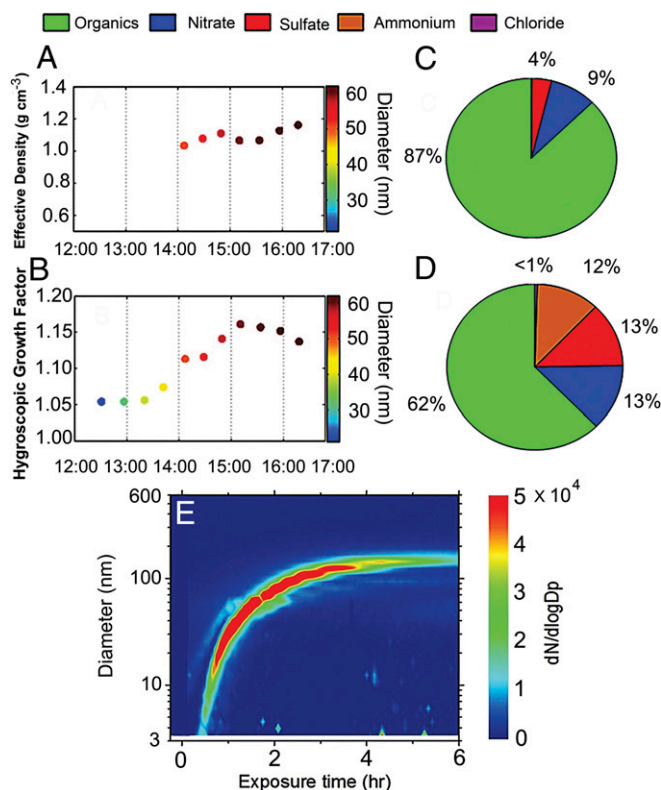 Organics Nitrate Sulfate Ammonium Chloride
A
Effective Density (g cm⁻³)
1.4
1.2
1.0
0.8
0.6
12:00 13:00 14:00 15:00 16:00 17:00
60
50
40
30
Diameter (nm)
B
Hygroscopic Growth Factor
1.20
1.15
1.10
1.05
1.00
12:00 13:00 14:00 15:00 16:00 17:00
60
50
40
30
Diameter (nm)
C
4%
9%
87%
D
<1%
12%
13%
13%
62%
E
Diameter (nm)
600
100
10
3
0 2 4 6
Exposure time (hr)
5 x 10⁴
4
3
2
1
0
dN/dlogDp